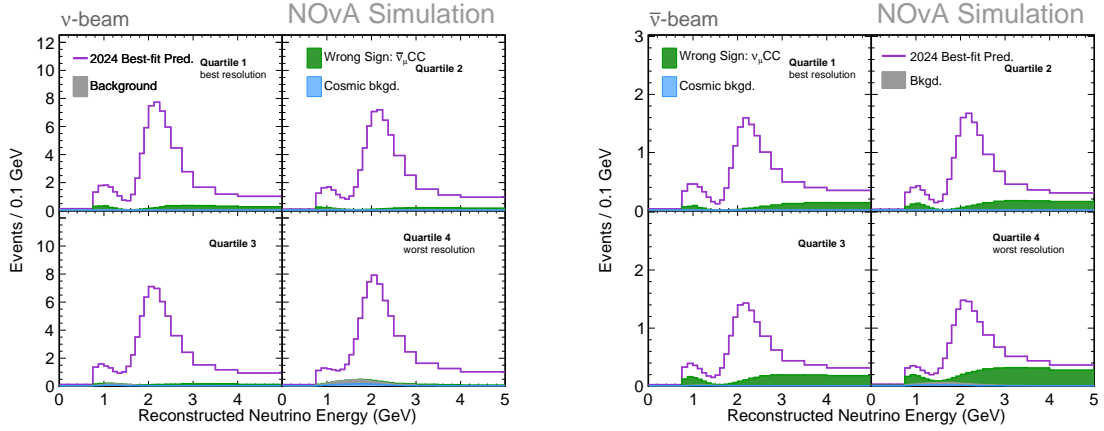 ν-beam
NOvA Simulation
12
10
8
6
4
2
0
2024 Best-fit Pred.
Background
Quartile 1
best resolution
Wrong Sign: ν̅μCC
Cosmic bkgd.
Quartile 2
Events / 0.1 GeV
10
8
6
4
2
0
Quartile 3
Quartile 4
worst resolution
0 1 2 3 4 0 1 2 3 4 5
Reconstructed Neutrino Energy (GeV)
ν̅-beam
NOvA Simulation
3
2
1
0
Wrong Sign: νμCC
Cosmic bkgd.
Quartile 1
best resolution
2024 Best-fit Pred.
Bkgd.
Quartile 2
Events / 0.1 GeV
2
1
0
Quartile 3
Quartile 4
worst resolution
0 1 2 3 4 0 1 2 3 4 5
Reconstructed Neutrino Energy (GeV)